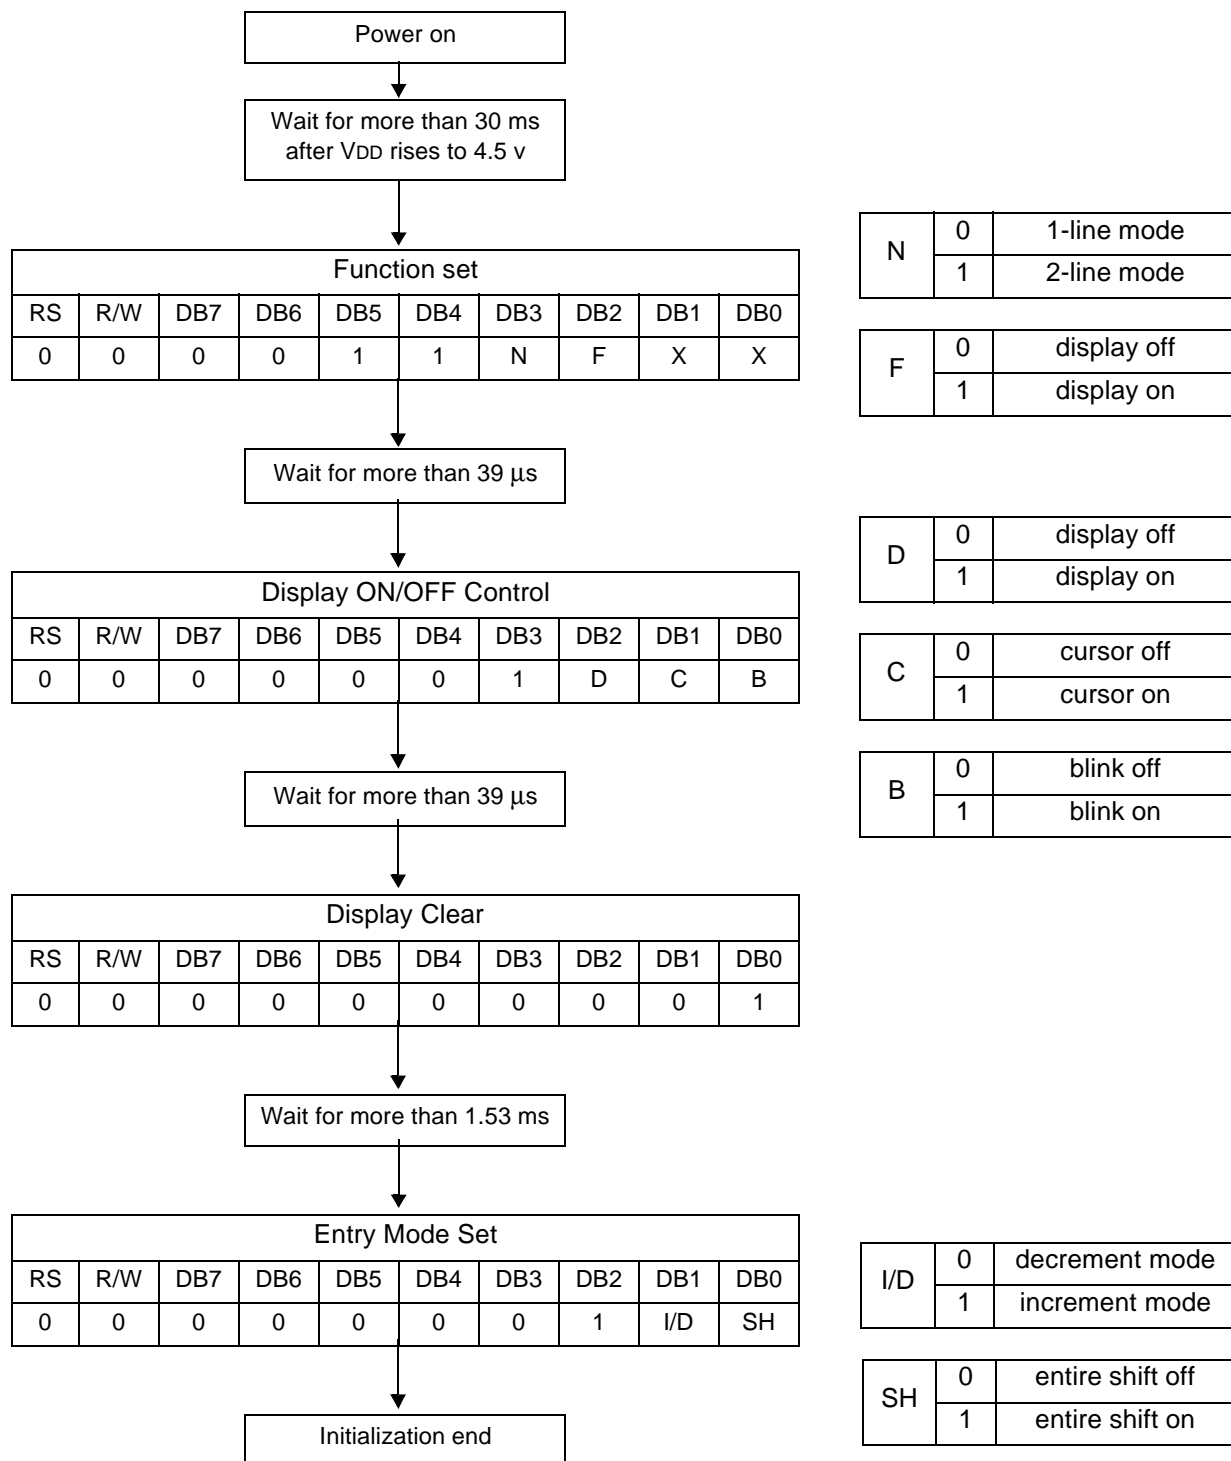 Power on
Wait for more than 30 ms
after VDD rises to 4.5 v
Function set
RS R/W DB7 DB6 DB5 DB4 DB3 DB2 DB1 DB0
0 0 0 0 1 1 N F X X
N 0 1-line mode
1 2-line mode
F 0 display off
1 display on
Wait for more than 39 μs
Display ON/OFF Control
RS R/W DB7 DB6 DB5 DB4 DB3 DB2 DB1 DB0
0 0 0 0 0 0 1 D C B
D 0 display off
1 display on
C 0 cursor off
1 cursor on
B 0 blink off
1 blink on
Wait for more than 39 μs
Display Clear
RS R/W DB7 DB6 DB5 DB4 DB3 DB2 DB1 DB0
0 0 0 0 0 0 0 0 0 1
Wait for more than 1.53 ms
Entry Mode Set
RS R/W DB7 DB6 DB5 DB4 DB3 DB2 DB1 DB0
0 0 0 0 0 0 0 1 I/D SH
I/D 0 decrement mode
1 increment mode
SH 0 entire shift off
1 entire shift on
Initialization end